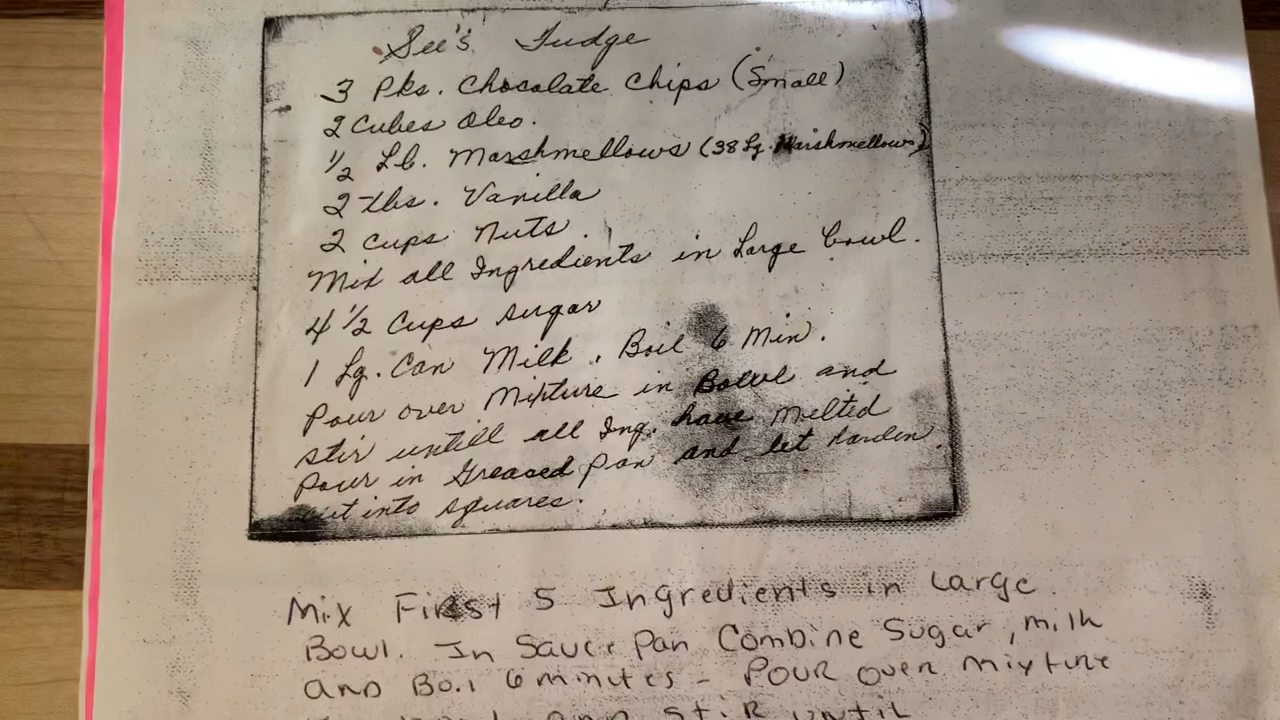 See's Fudge
3 Pks. Chocolate Chips (Small)
2 Cubes Oleo.
1/2 Lb. Marshmellows (38 Lg. Marshmellows)
2 tbs. Vanilla
2 Cups Nuts.
Mix all Ingredients in Large bowl.
4 1/2 Cups sugar
1 Lg. Can Milk. Boil 6 Min.
Pour over Mixture in Bowl and
stir untill all Ing. have melted
Pour in Greased pan and let harden.
cut into squares.
Mix First 5 Ingredients in Large
Bowl. In Sauce Pan Combine Sugar, milk
and Boil 6 minutes - Pour over mixture
and stir until